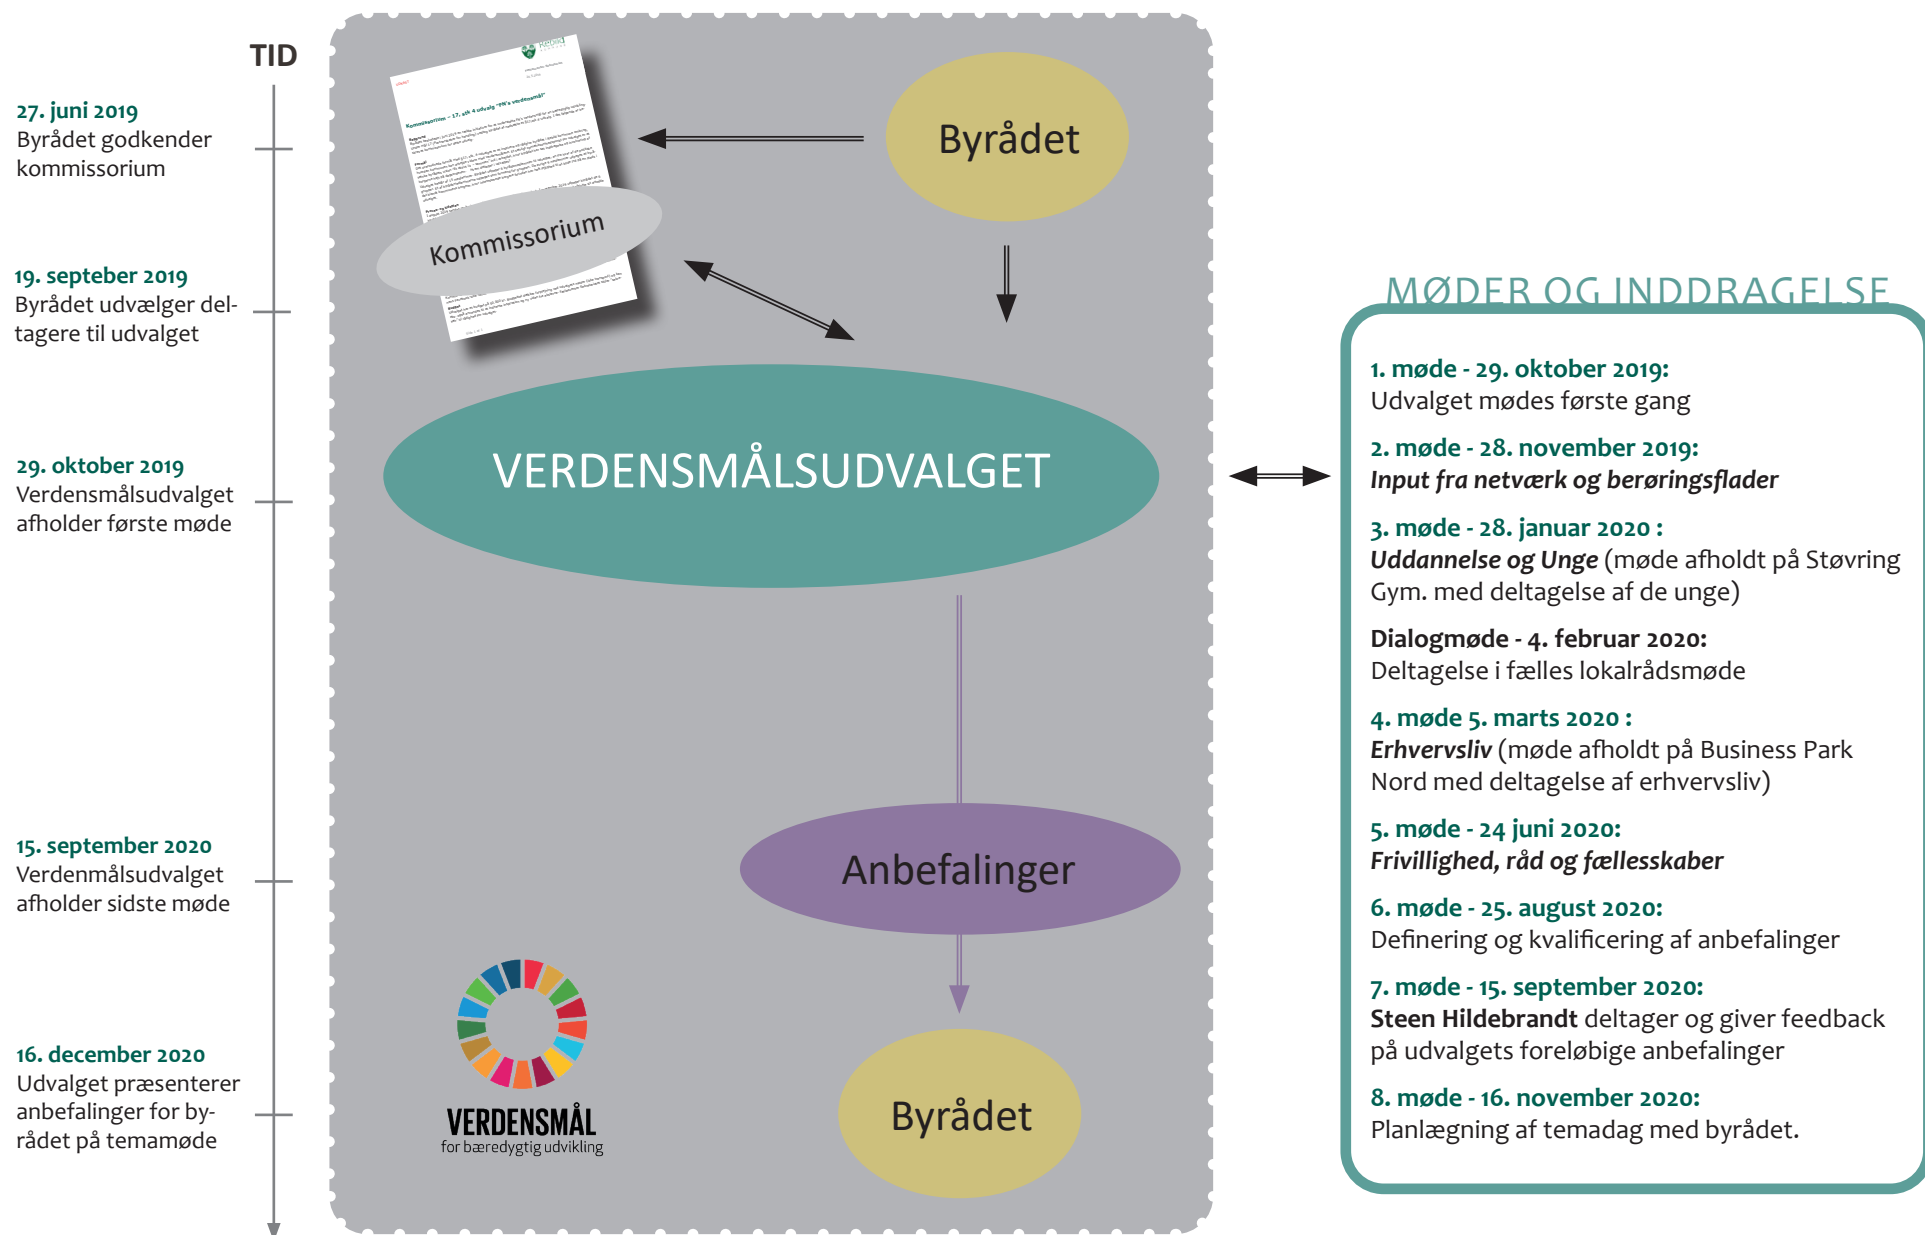 TID
27. juni 2019
Byrådet godkender
kommissorium
19. septeber 2019
Byrådet udvælger del-
tagere til udvalget
29. oktober 2019
Verdensmålsudvalget
afholder første møde
15. september 2020
Verdenmålsudvalget
afholder sidste møde
16. december 2020
Udvalget præsenterer
anbefalinger for by-
rådet på temamøde
Kommissorium – 17, stk 4 udvalg "FN's verdensmål"
Kommissorium
Byrådet
VERDENSMÅLSUDVALGET
Anbefalinger
Byrådet
VERDENSMÅL
for bæredygtig udvikling
MØDER OG INDDRAGELSE
1. møde - 29. oktober 2019:
Udvalget mødes første gang
2. møde - 28. november 2019:
Input fra netværk og berøringsflader
3. møde - 28. januar 2020 :
Uddannelse og Unge (møde afholdt på Støvring
Gym. med deltagelse af de unge)
Dialogmøde - 4. februar 2020:
Deltagelse i fælles lokalrådsmøde
4. møde 5. marts 2020 :
Erhvervsliv (møde afholdt på Business Park
Nord med deltagelse af erhvervsliv)
5. møde - 24 juni 2020:
Frivillighed, råd og fællesskaber
6. møde - 25. august 2020:
Definering og kvalificering af anbefalinger
7. møde - 15. september 2020:
Steen Hildebrandt deltager og giver feedback
på udvalgets foreløbige anbefalinger
8. møde - 16. november 2020:
Planlægning af temadag med byrådet.